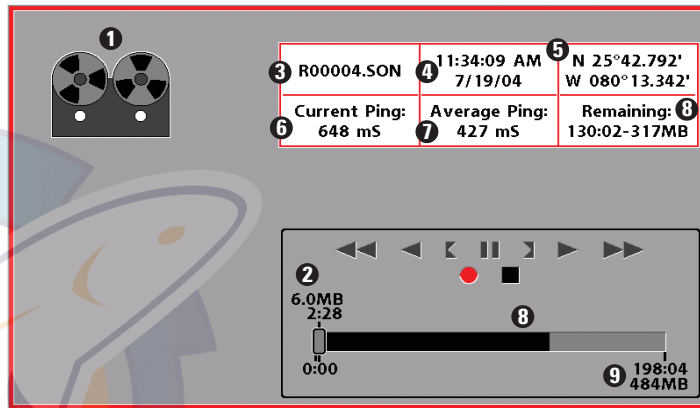 1
3 R00004.SON
4 11:34:09 AM
7/19/04
5 N 25°42.792'
W 080°13.342'
6 Current Ping:
648 mS
7 Average Ping:
427 mS
Remaining: 8
130:02-317MB
2
6.0MB
2:28
8
0:00
9 198:04
484MB